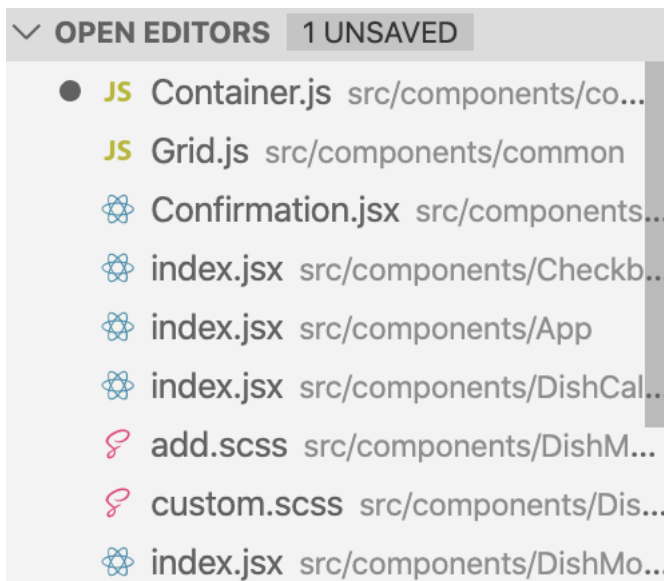 OPEN EDITORS 1 UNSAVED
JS Container.js src/components/co...
JS Grid.js src/components/common
Confirmation.jsx src/components...
index.jsx src/components/Checkb...
index.jsx src/components/App
index.jsx src/components/DishCal...
add.scss src/components/DishM...
custom.scss src/components/Dis...
index.jsx src/components/DishMo...